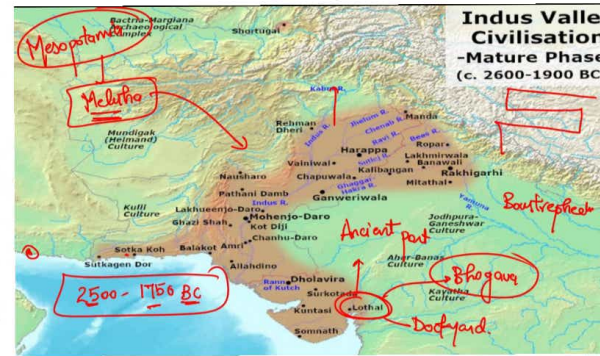 Indus Valle
Civilisation
-Mature Phase
(c. 2600-1900 BC
Mesopotamia
Bactria-Margiana
Archaeological
Complex
Shortugai
Melutha
Kabul R.
Rehman
Dheri
Indus R.
Jhelum R.
Chenab R.
Manda
Ravi R.
Beas R.
Mundigak
(Helmand)
Culture
Harappa
Sutlej R.
Ropar
Vainiwal
Lakhmirwala
Banawali
Nausharo
Chapuwala
Kalibangan
Rakhigarhi
Mitathal
Pathani Damb
Ghaggar-
Hakra R.
Ganweriwala
Kulli
Culture
Lakhueenjo-Daro
Indus R.
Yamuna
R.
Ghazi Shah
Mohenjo-Daro
Kot Diji
Jodhpura-
Ganeshwar
Culture
Ancient port
Sotka Koh
Balakot
Amri
Chanhu-Daro
Sutkagen Dor
Allahdino
Ahar-Banas
Culture
2500 - 1750 BC
Rann
of Kutch
Dholavira
Bhogava
Kayatha
Culture
Surkotada
Kuntasi
Lothal
Dockyard
Somnath